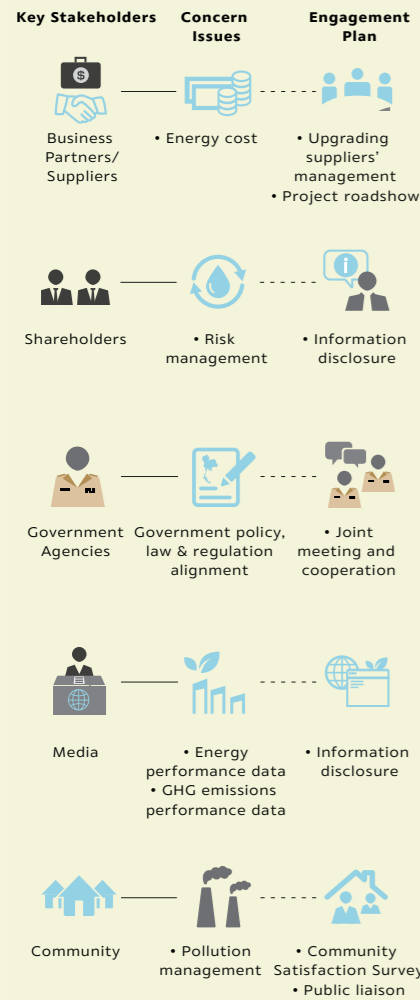 Key Stakeholders
Concern
Issues
Engagement
Plan
$
Business
Partners/
Suppliers
• Energy cost
• Upgrading
suppliers'
management
• Project roadshow
Shareholders
• Risk
management
i
• Information
disclosure
Government
Agencies
Government policy,
law & regulation
alignment
• Joint
meeting and
cooperation
Media
• Energy
performance data
• GHG emissions
performance data
• Information
disclosure
Community
• Pollution
management
• Community
Satisfaction Survey
• Public liaison